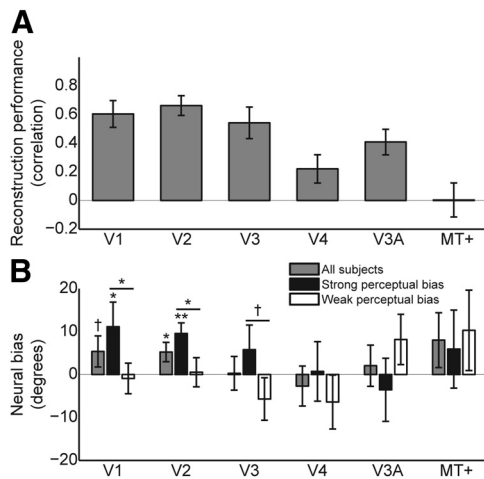 A
Reconstruction performance
(correlation)
0.8
0.6
0.4
0.2
0
−0.2
V1 V2 V3 V4 V3A MT+
B
All subjects
Strong perceptual bias
Weak perceptual bias
Neural bias
(degrees)
20
10
0
−10
−20
† * *
* ** *
†
V1 V2 V3 V4 V3A MT+